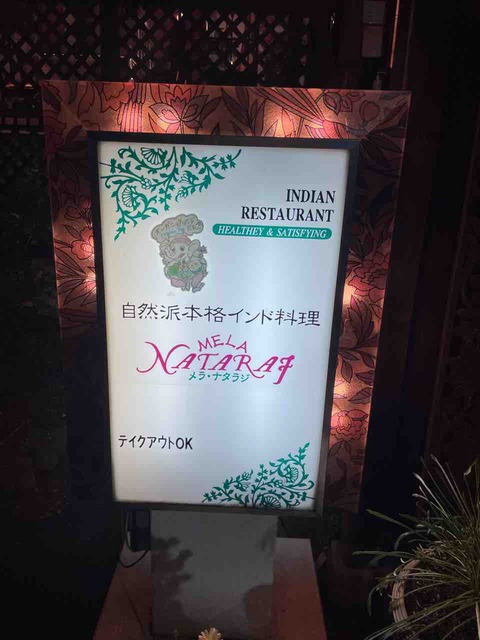 INDIAN
RESTAURANT
HEALTHEY & SATISFYING
自然派本格インド料理
MELA
NATARAJ
メラ・ナタラジ
テイクアウトOK